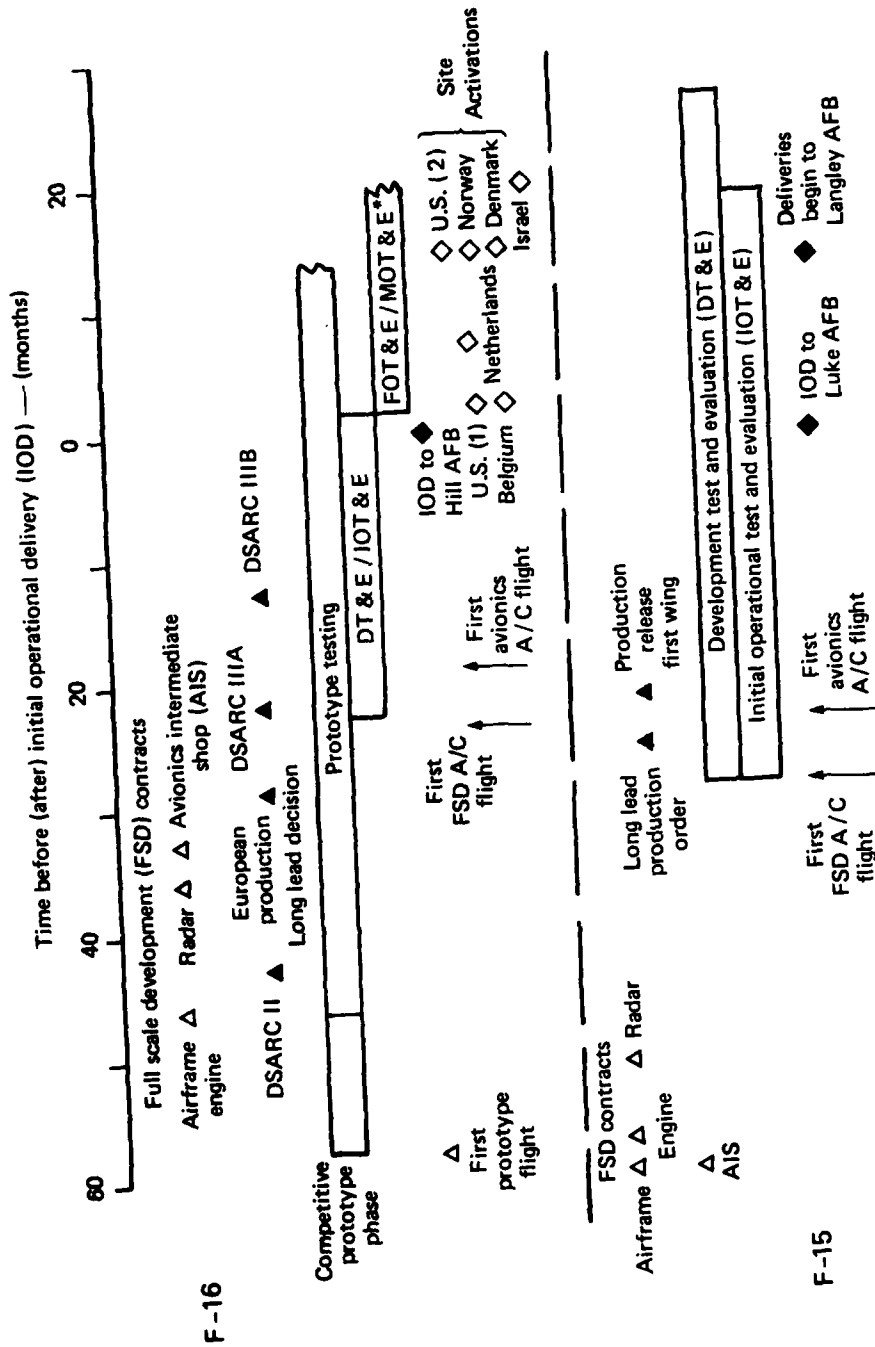 Time before (after) initial operational delivery (IOD) — (months)
60
40
20
0
20
F-16
Full scale development (FSD) contracts
Airframe
engine
Radar
Avionics intermediate
shop (AIS)
DSARC II
European
production
Long lead decision
DSARC IIIA
DSARC IIIB
Competitive
prototype
phase
Prototype testing
DT & E / IOT & E
FOT & E / MOT & E*
First
prototype
flight
First
FSD A/C
flight
First
avionics
A/C flight
IOD to
Hill AFB
U.S. (1)
Belgium
Netherlands
U.S. (2)
Norway
Denmark
Israel
Site
Activations
F-15
FSD contracts
Airframe
Engine
Radar
AIS
Long lead
production
order
Production
release
first wing
Development test and evaluation (DT & E)
Initial operational test and evaluation (IOT & E)
First
FSD A/C
flight
First
avionics
A/C flight
IOD to
Luke AFB
Deliveries
begin to
Langley AFB